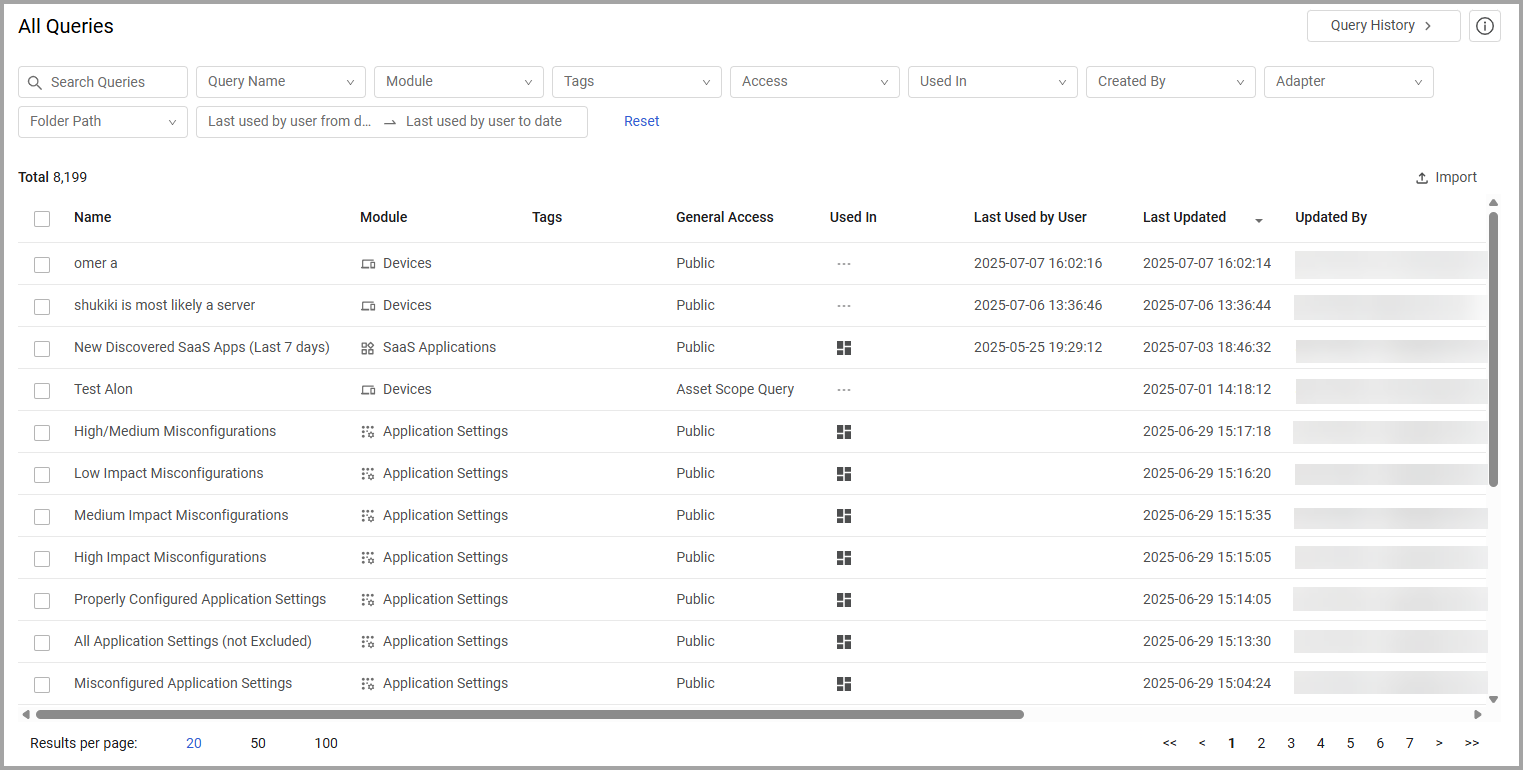 All Queries
Query History >
Search Queries Query Name Module Tags Access Used In Created By Adapter
Folder Path Last used by user from d... → Last used by user to date Reset
Total 8,199 Import
Name Module Tags General Access Used In Last Used by User Last Updated Updated By
omer a Devices Public --- 2025-07-07 16:02:16 2025-07-07 16:02:14
shukiki is most likely a server Devices Public --- 2025-07-06 13:36:46 2025-07-06 13:36:44
New Discovered SaaS Apps (Last 7 days) SaaS Applications Public 2025-05-25 19:29:12 2025-07-03 18:46:32
Test Alon Devices Asset Scope Query --- 2025-07-01 14:18:12
High/Medium Misconfigurations Application Settings Public 2025-06-29 15:17:18
Low Impact Misconfigurations Application Settings Public 2025-06-29 15:16:20
Medium Impact Misconfigurations Application Settings Public 2025-06-29 15:15:35
High Impact Misconfigurations Application Settings Public 2025-06-29 15:15:05
Properly Configured Application Settings Application Settings Public 2025-06-29 15:14:05
All Application Settings (not Excluded) Application Settings Public 2025-06-29 15:13:30
Misconfigured Application Settings Application Settings Public 2025-06-29 15:04:24
Results per page: 20 50 100 << < 1 2 3 4 5 6 7 > >>